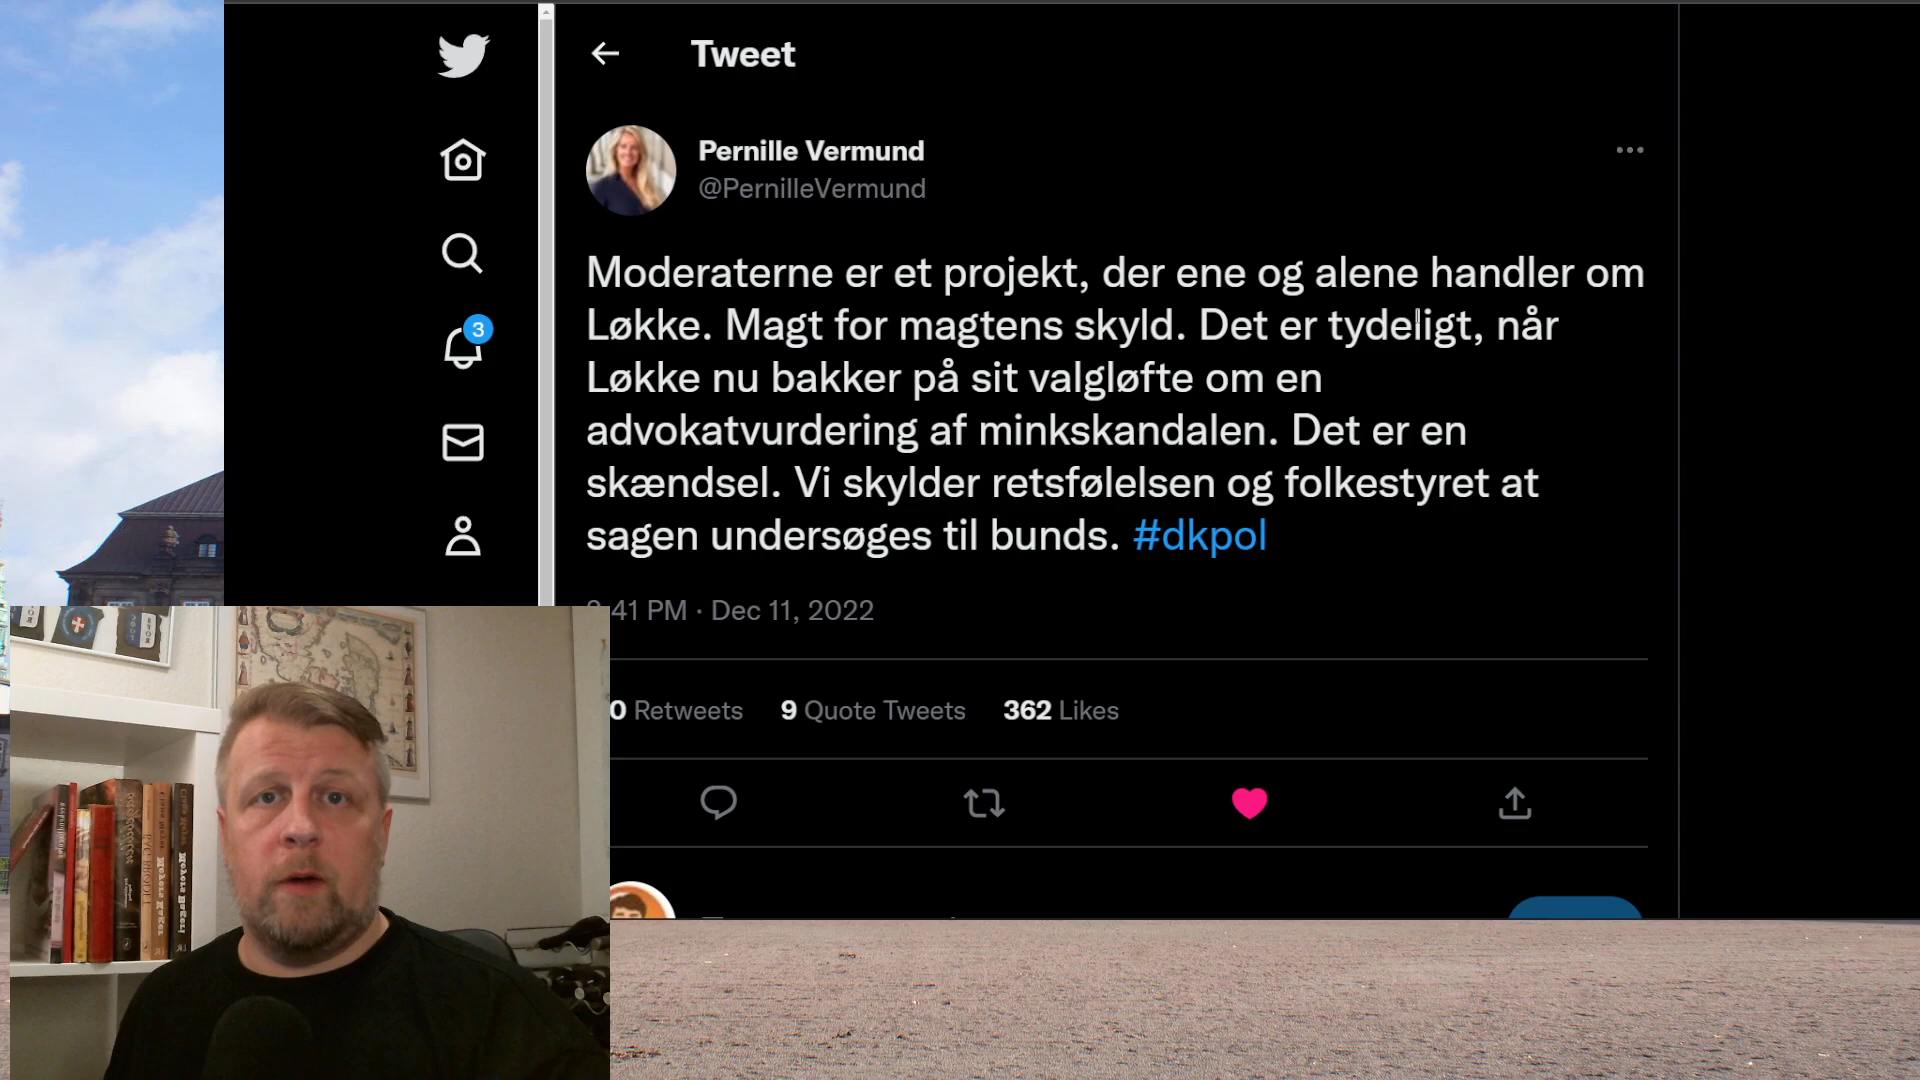 Tweet
Pernille Vermund
@PernilleVermund
Moderaterne er et projekt, der ene og alene handler om
Løkke. Magt for magtens skyld. Det er tydeligt, når
Løkke nu bakker på sit valgløfte om en
advokatvurdering af minkskandalen. Det er en
skændsel. Vi skylder retsfølelsen og folkestyret at
sagen undersøges til bunds. #dkpol
41 PM · Dec 11, 2022
0 Retweets 9 Quote Tweets 362 Likes
3